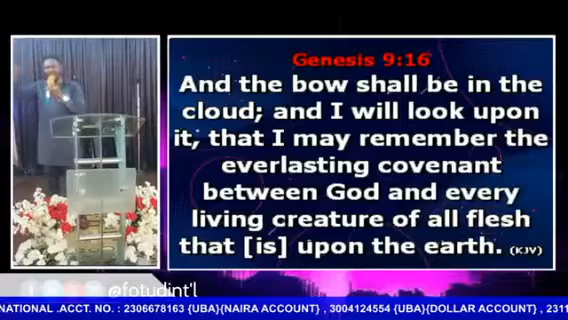 Genesis 9:16
And the bow shall be in the
cloud; and I will look upon
it, that I may remember the
everlasting covenant
between God and every
living creature of all flesh
that [is] upon the earth. (KJV)
@fotudint'l
NATIONAL .ACCT. NO. : 2306678163 {UBA}{NAIRA ACCOUNT} , 3004124554 {UBA}{DOLLAR ACCOUNT} , 2311